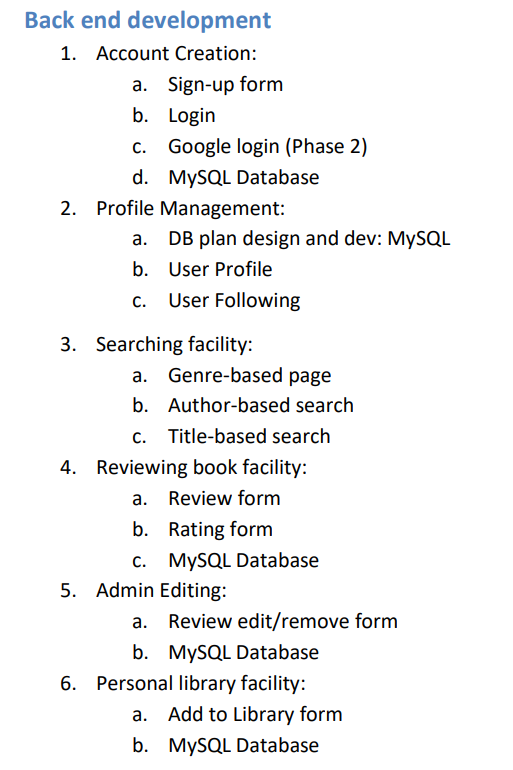 Back end development
1. Account Creation:
a. Sign-up form
b. Login
c. Google login (Phase 2)
d. MySQL Database
2. Profile Management:
a. DB plan design and dev: MySQL
b. User Profile
c. User Following
3. Searching facility:
a. Genre-based page
b. Author-based search
c. Title-based search
4. Reviewing book facility:
a. Review form
b. Rating form
c. MySQL Database
5. Admin Editing:
a. Review edit/remove form
b. MySQL Database
6. Personal library facility:
a. Add to Library form
b. MySQL Database